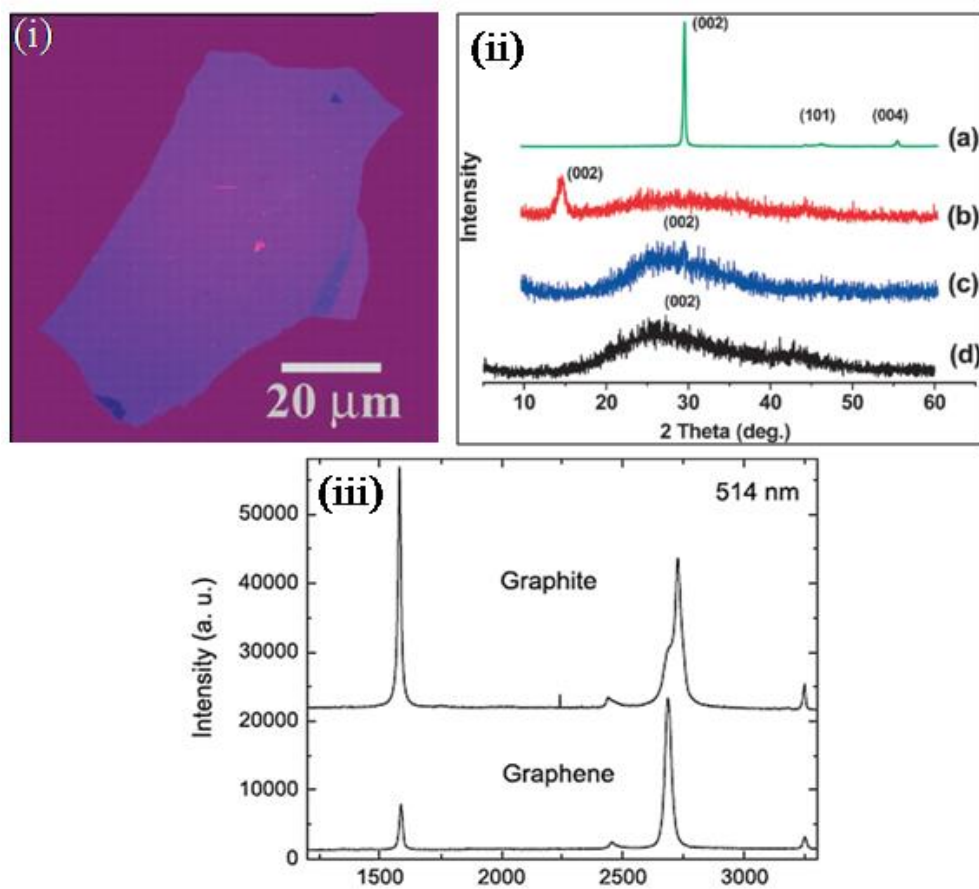 (i)
20 μm
(ii)
(002)
(101)
(004)
(a)
(002)
(b)
(002)
(c)
(002)
(d)
Intensity
10 20 30 40 50 60
2 Theta (deg.)
(iii)
514 nm
50000
Graphite
40000
30000
20000
Graphene
10000
0
Intensity (a. u.)
1500 2000 2500 3000